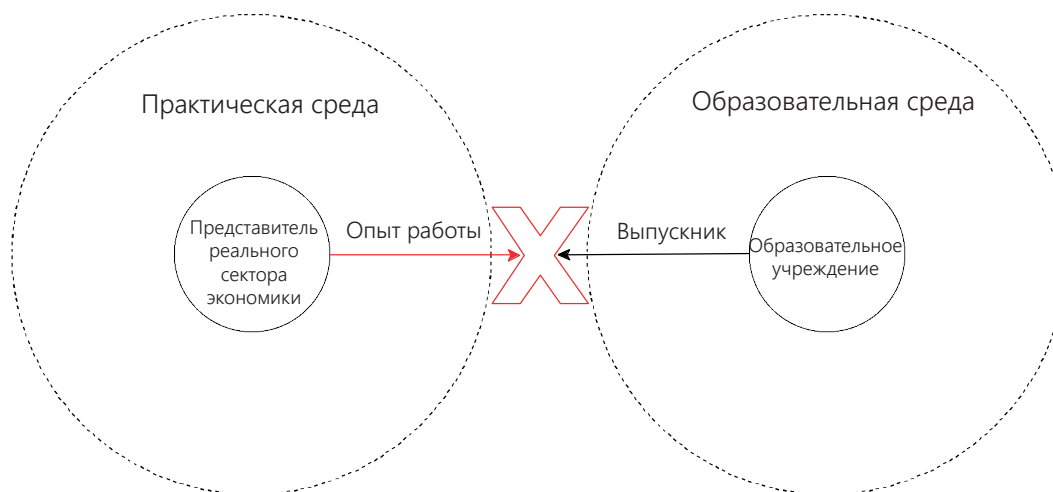 Практическая среда
Образовательная среда
Представитель
реального
сектора
экономики
Опыт работы
Выпускник
Образовательное
учреждение